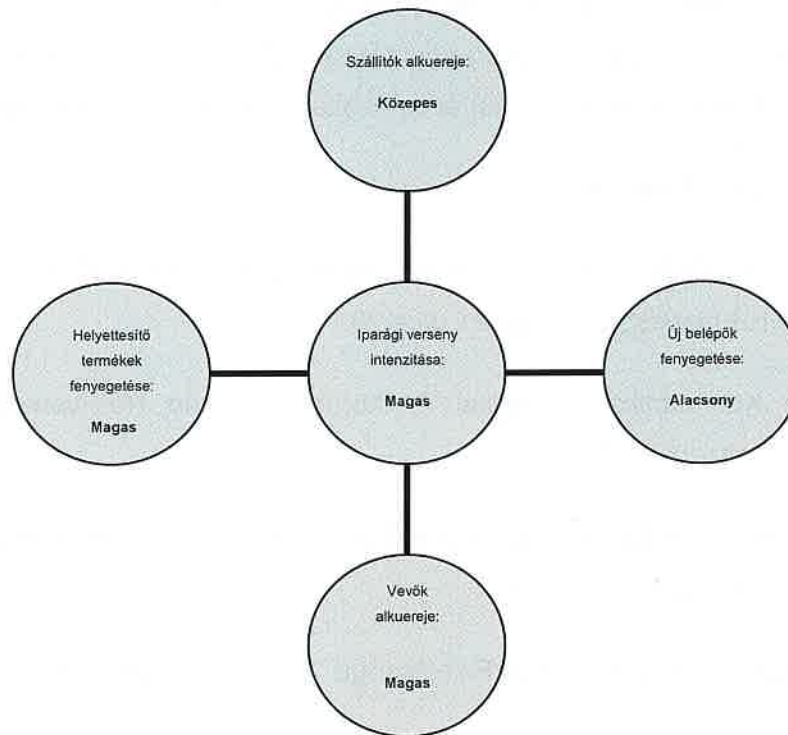 Szállítók alkuereje:
Közepes
Helyettesítő
termékek
fenyegetése:
Magas
Iparági verseny
intenzitása:
Magas
Új belépők
fenyegetése:
Alacsony
Vevők
alkuereje:
Magas